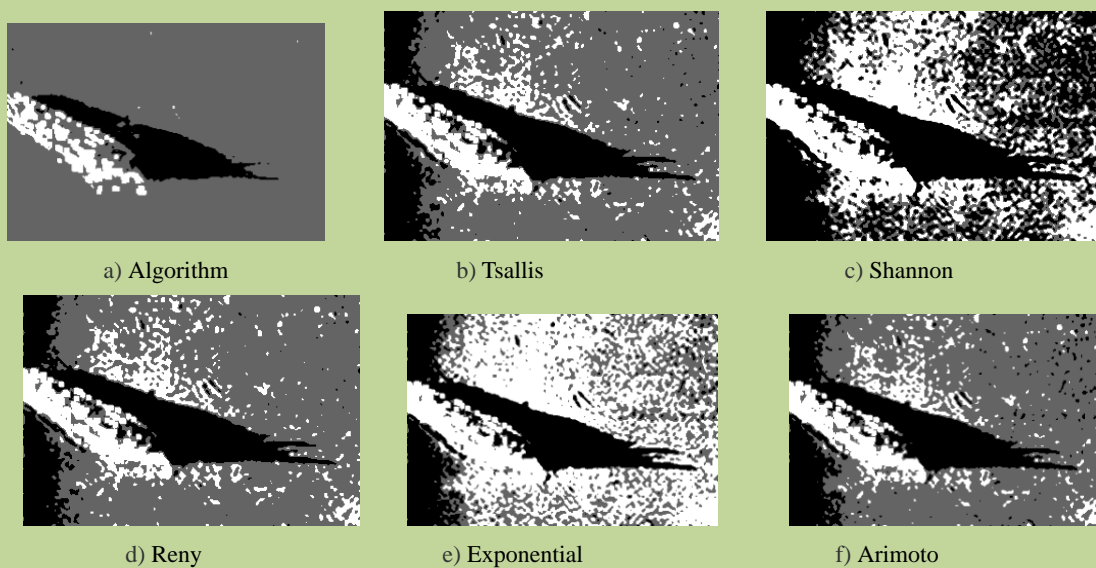 a) Algorithm
b) Tsallis
c) Shannon
d) Reny
e) Exponential
f) Arimoto